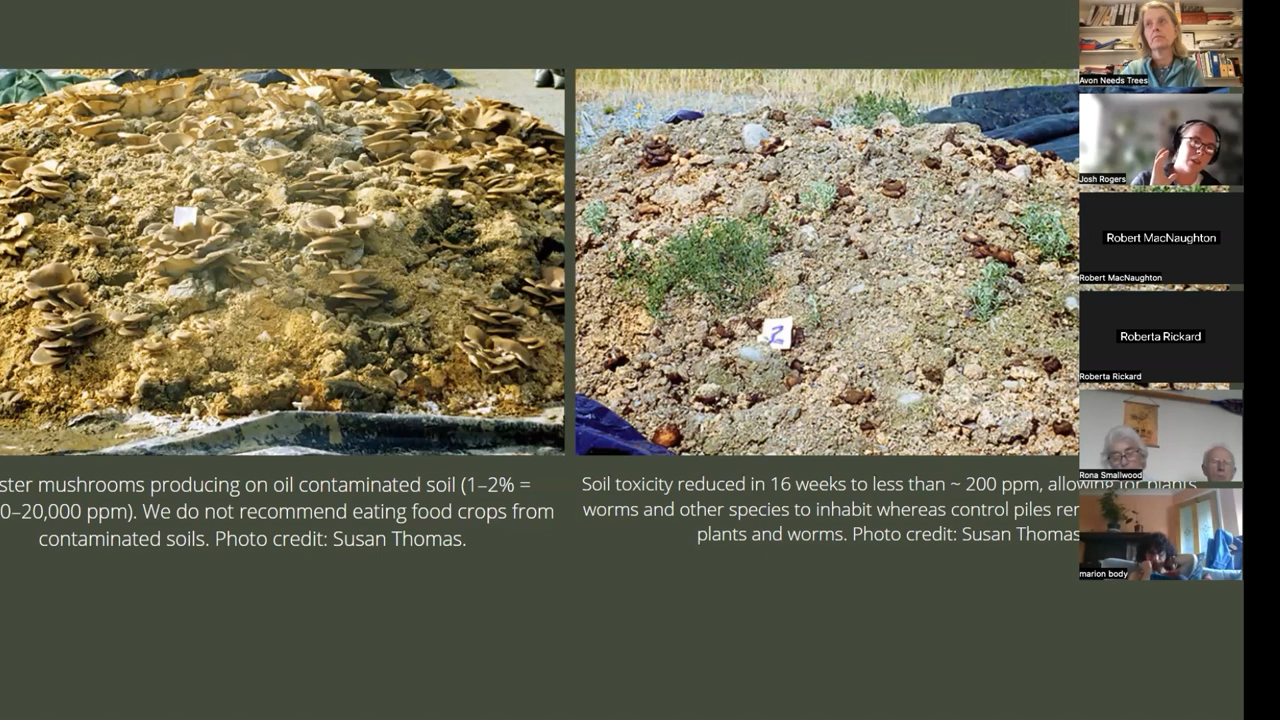 ster mushrooms producing on oil contaminated soil (1–2% =
0–20,000 ppm). We do not recommend eating food crops from
contaminated soils. Photo credit: Susan Thomas.
2
Soil toxicity reduced in 16 weeks to less than ~ 200 ppm, allowing for plants
worms and other species to inhabit whereas control piles rer
plants and worms. Photo credit: Susan Thomas
Avon Needs Trees
Josh Rogers
Robert MacNaughton
Robert MacNaughton
Roberta Rickard
Roberta Rickard
Rona Smallwood
marion body